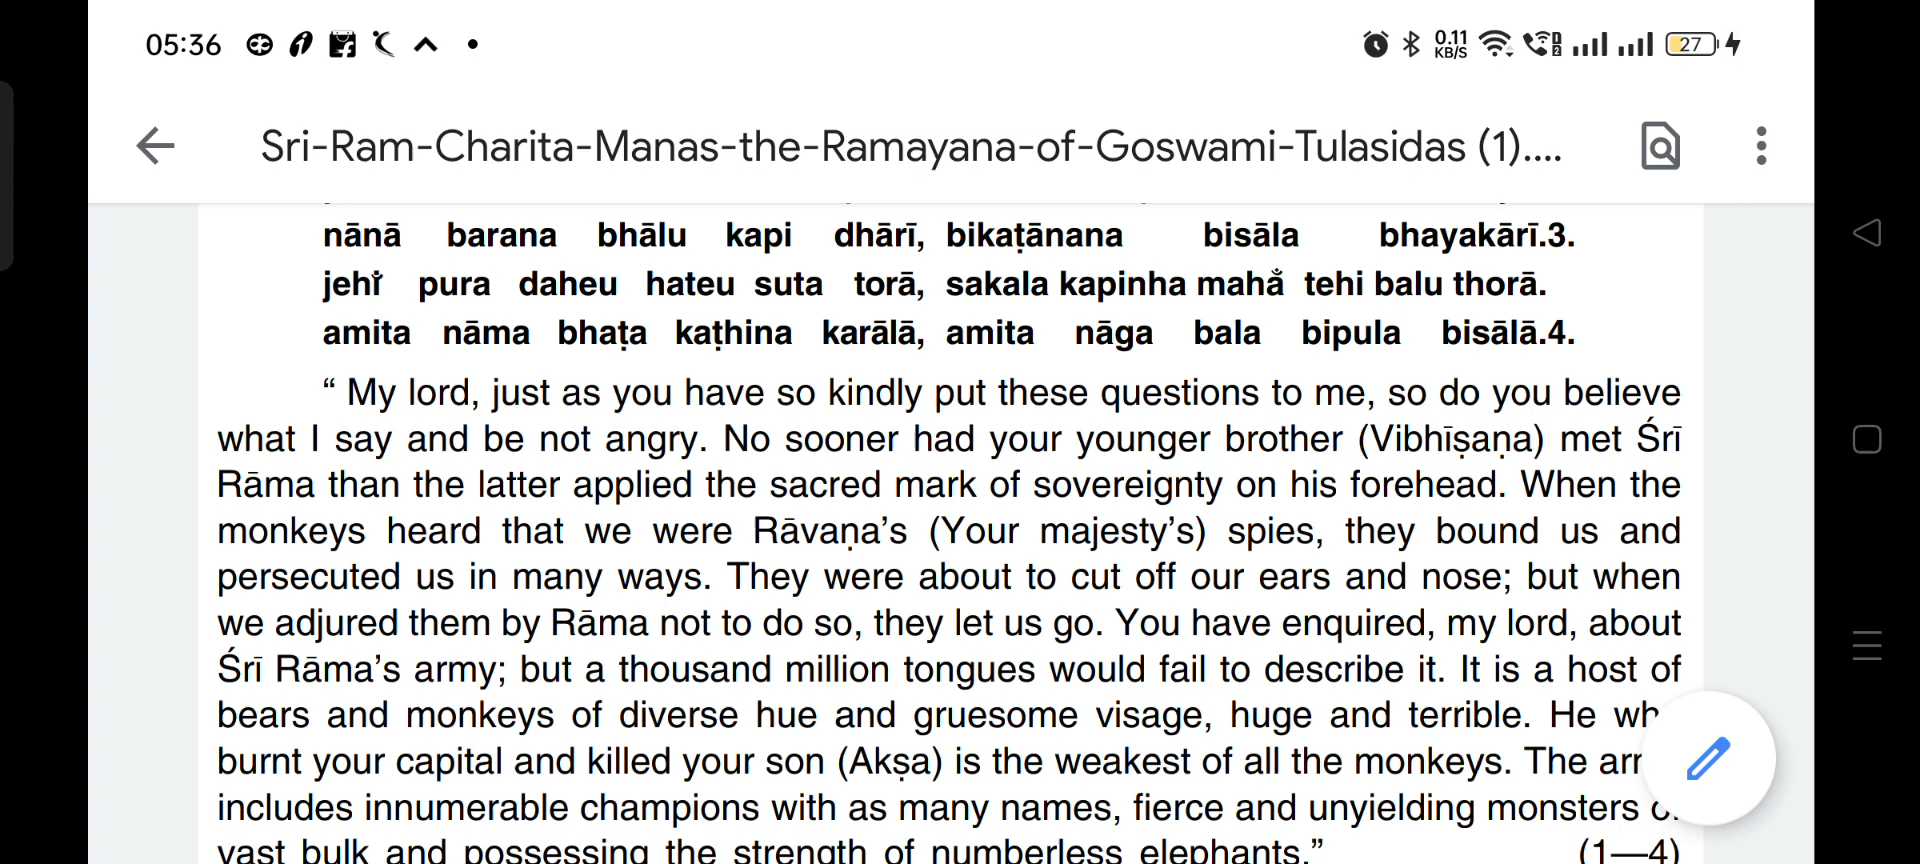 05:36
0.11
KB/S
27
Sri-Ram-Charita-Manas-the-Ramayana-of-Goswami-Tulasidas (1)....
nānā barana bhālu kapi dhārī, bikaṭānana bisāla bhayakārī.3.
jehiˇ̐ pura daheu hateu suta torā, sakala kapinha mahã̌ tehi balu thorā.
amita nāma bhaṭa kaṭhina karālā, amita nāga bala bipula bisālā.4.
“ My lord, just as you have so kindly put these questions to me, so do you believe
what I say and be not angry. No sooner had your younger brother (Vibhīṣaṇa) met Śrī
Rāma than the latter applied the sacred mark of sovereignty on his forehead. When the
monkeys heard that we were Rāvaṇa’s (Your majesty’s) spies, they bound us and
persecuted us in many ways. They were about to cut off our ears and nose; but when
we adjured them by Rāma not to do so, they let us go. You have enquired, my lord, about
Śrī Rāma’s army; but a thousand million tongues would fail to describe it. It is a host of
bears and monkeys of diverse hue and gruesome visage, huge and terrible. He wh
burnt your capital and killed your son (Akṣa) is the weakest of all the monkeys. The arm
includes innumerable champions with as many names, fierce and unyielding monsters of
vast bulk and possessing the strength of numberless elephants.” (1—4)